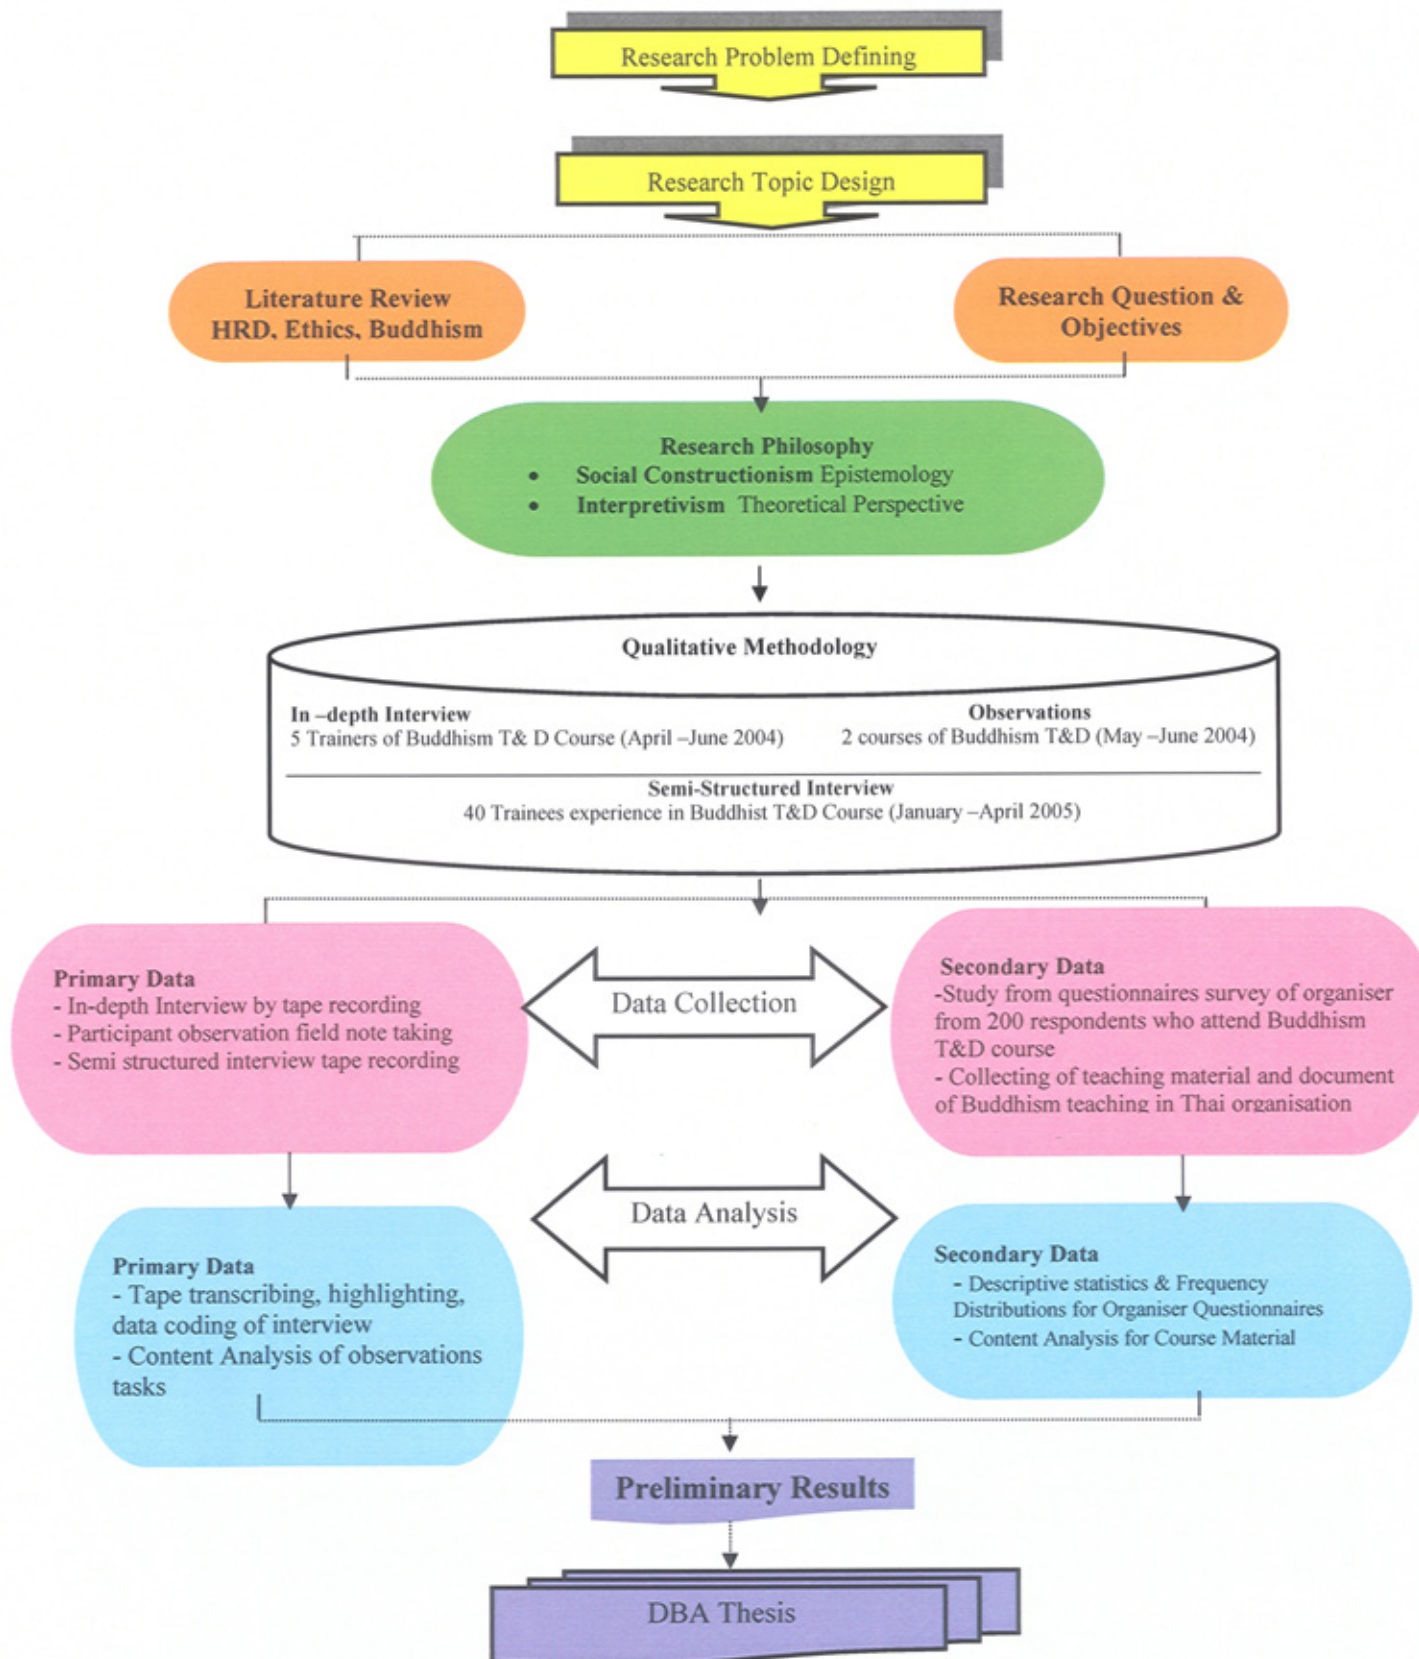 Research Problem Defining
Research Topic Design
Literature Review
HRD, Ethics, Buddhism
Research Question &
Objectives
Research Philosophy
• Social Constructionism Epistemology
• Interpretivism Theoretical Perspective
Qualitative Methodology
In –depth Interview
5 Trainers of Buddhism T& D Course (April –June 2004)
Observations
2 courses of Buddhism T&D (May –June 2004)
Semi-Structured Interview
40 Trainees experience in Buddhist T&D Course (January –April 2005)
Primary Data
- In-depth Interview by tape recording
- Participant observation field note taking
- Semi structured interview tape recording
Data Collection
Secondary Data
-Study from questionnaires survey of organiser
from 200 respondents who attend Buddhism
T&D course
- Collecting of teaching material and document
of Buddhism teaching in Thai organisation
Primary Data
- Tape transcribing, highlighting,
data coding of interview
- Content Analysis of observations
tasks
Data Analysis
Secondary Data
- Descriptive statistics & Frequency
Distributions for Organiser Questionnaires
- Content Analysis for Course Material
Preliminary Results
DBA Thesis